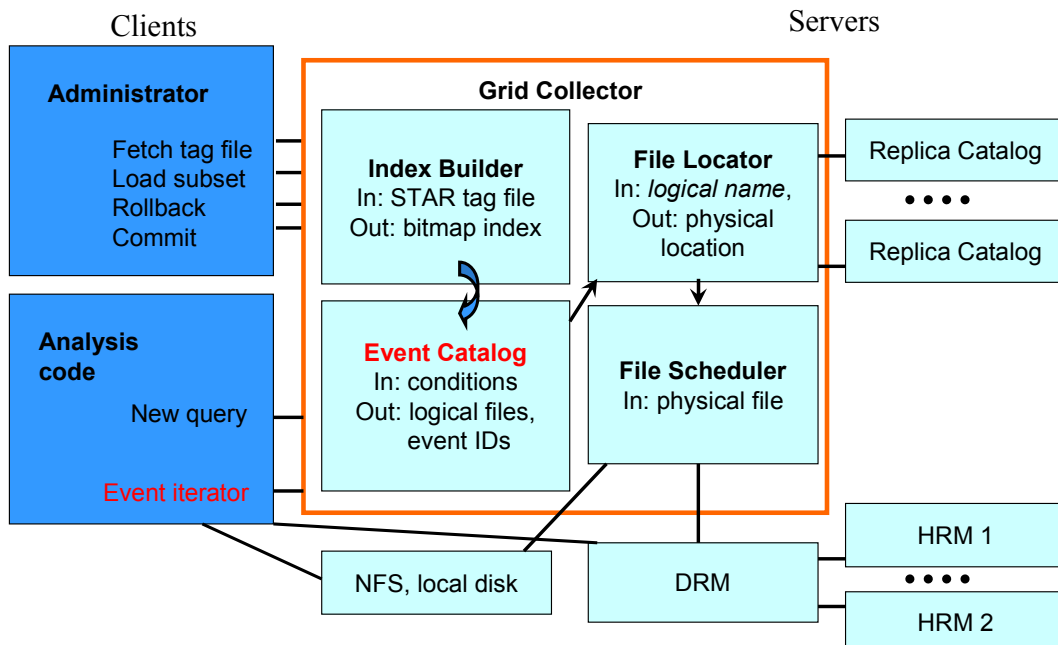 Clients
Servers
Administrator
Fetch tag file
Load subset
Rollback
Commit
Analysis
code
New query
Event iterator
Grid Collector
Index Builder
In: STAR tag file
Out: bitmap index
Event Catalog
In: conditions
Out: logical files,
event IDs
File Locator
In: logical name,
Out: physical
location
File Scheduler
In: physical file
Replica Catalog
Replica Catalog
NFS, local disk
DRM
HRM 1
HRM 2